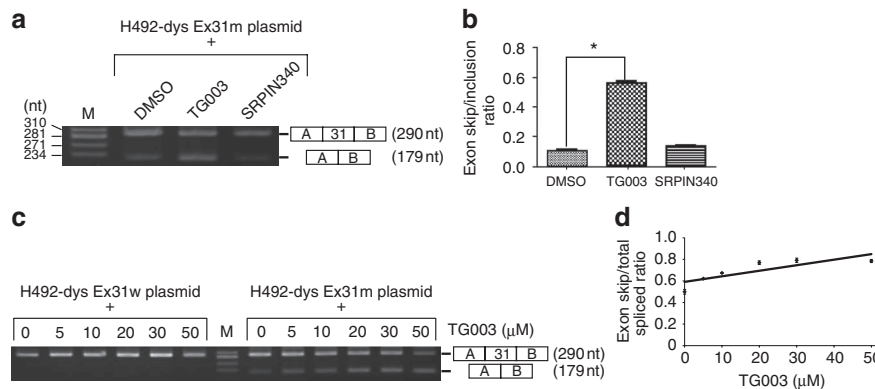 a
H492-dys Ex31m plasmid
+
(nt) M DMSO TG003 SRPIN340
310
281
271
234
A 31 B (290 nt)
A B (179 nt)
b
Exon skip/inclusion
ratio
0.8
0.6
0.4
0.2
0.0
*
DMSO TG003 SRPIN340
c
H492-dys Ex31w plasmid
+
0 5 10 20 30 50
M
H492-dys Ex31m plasmid
+
0 5 10 20 30 50 TG003 (μM)
A 31 B (290 nt)
A B (179 nt)
d
Exon skip/total
spliced ratio
1.0
0.8
0.6
0.4
0.2
0
0 10 20 30 40 50
TG003 (μM)